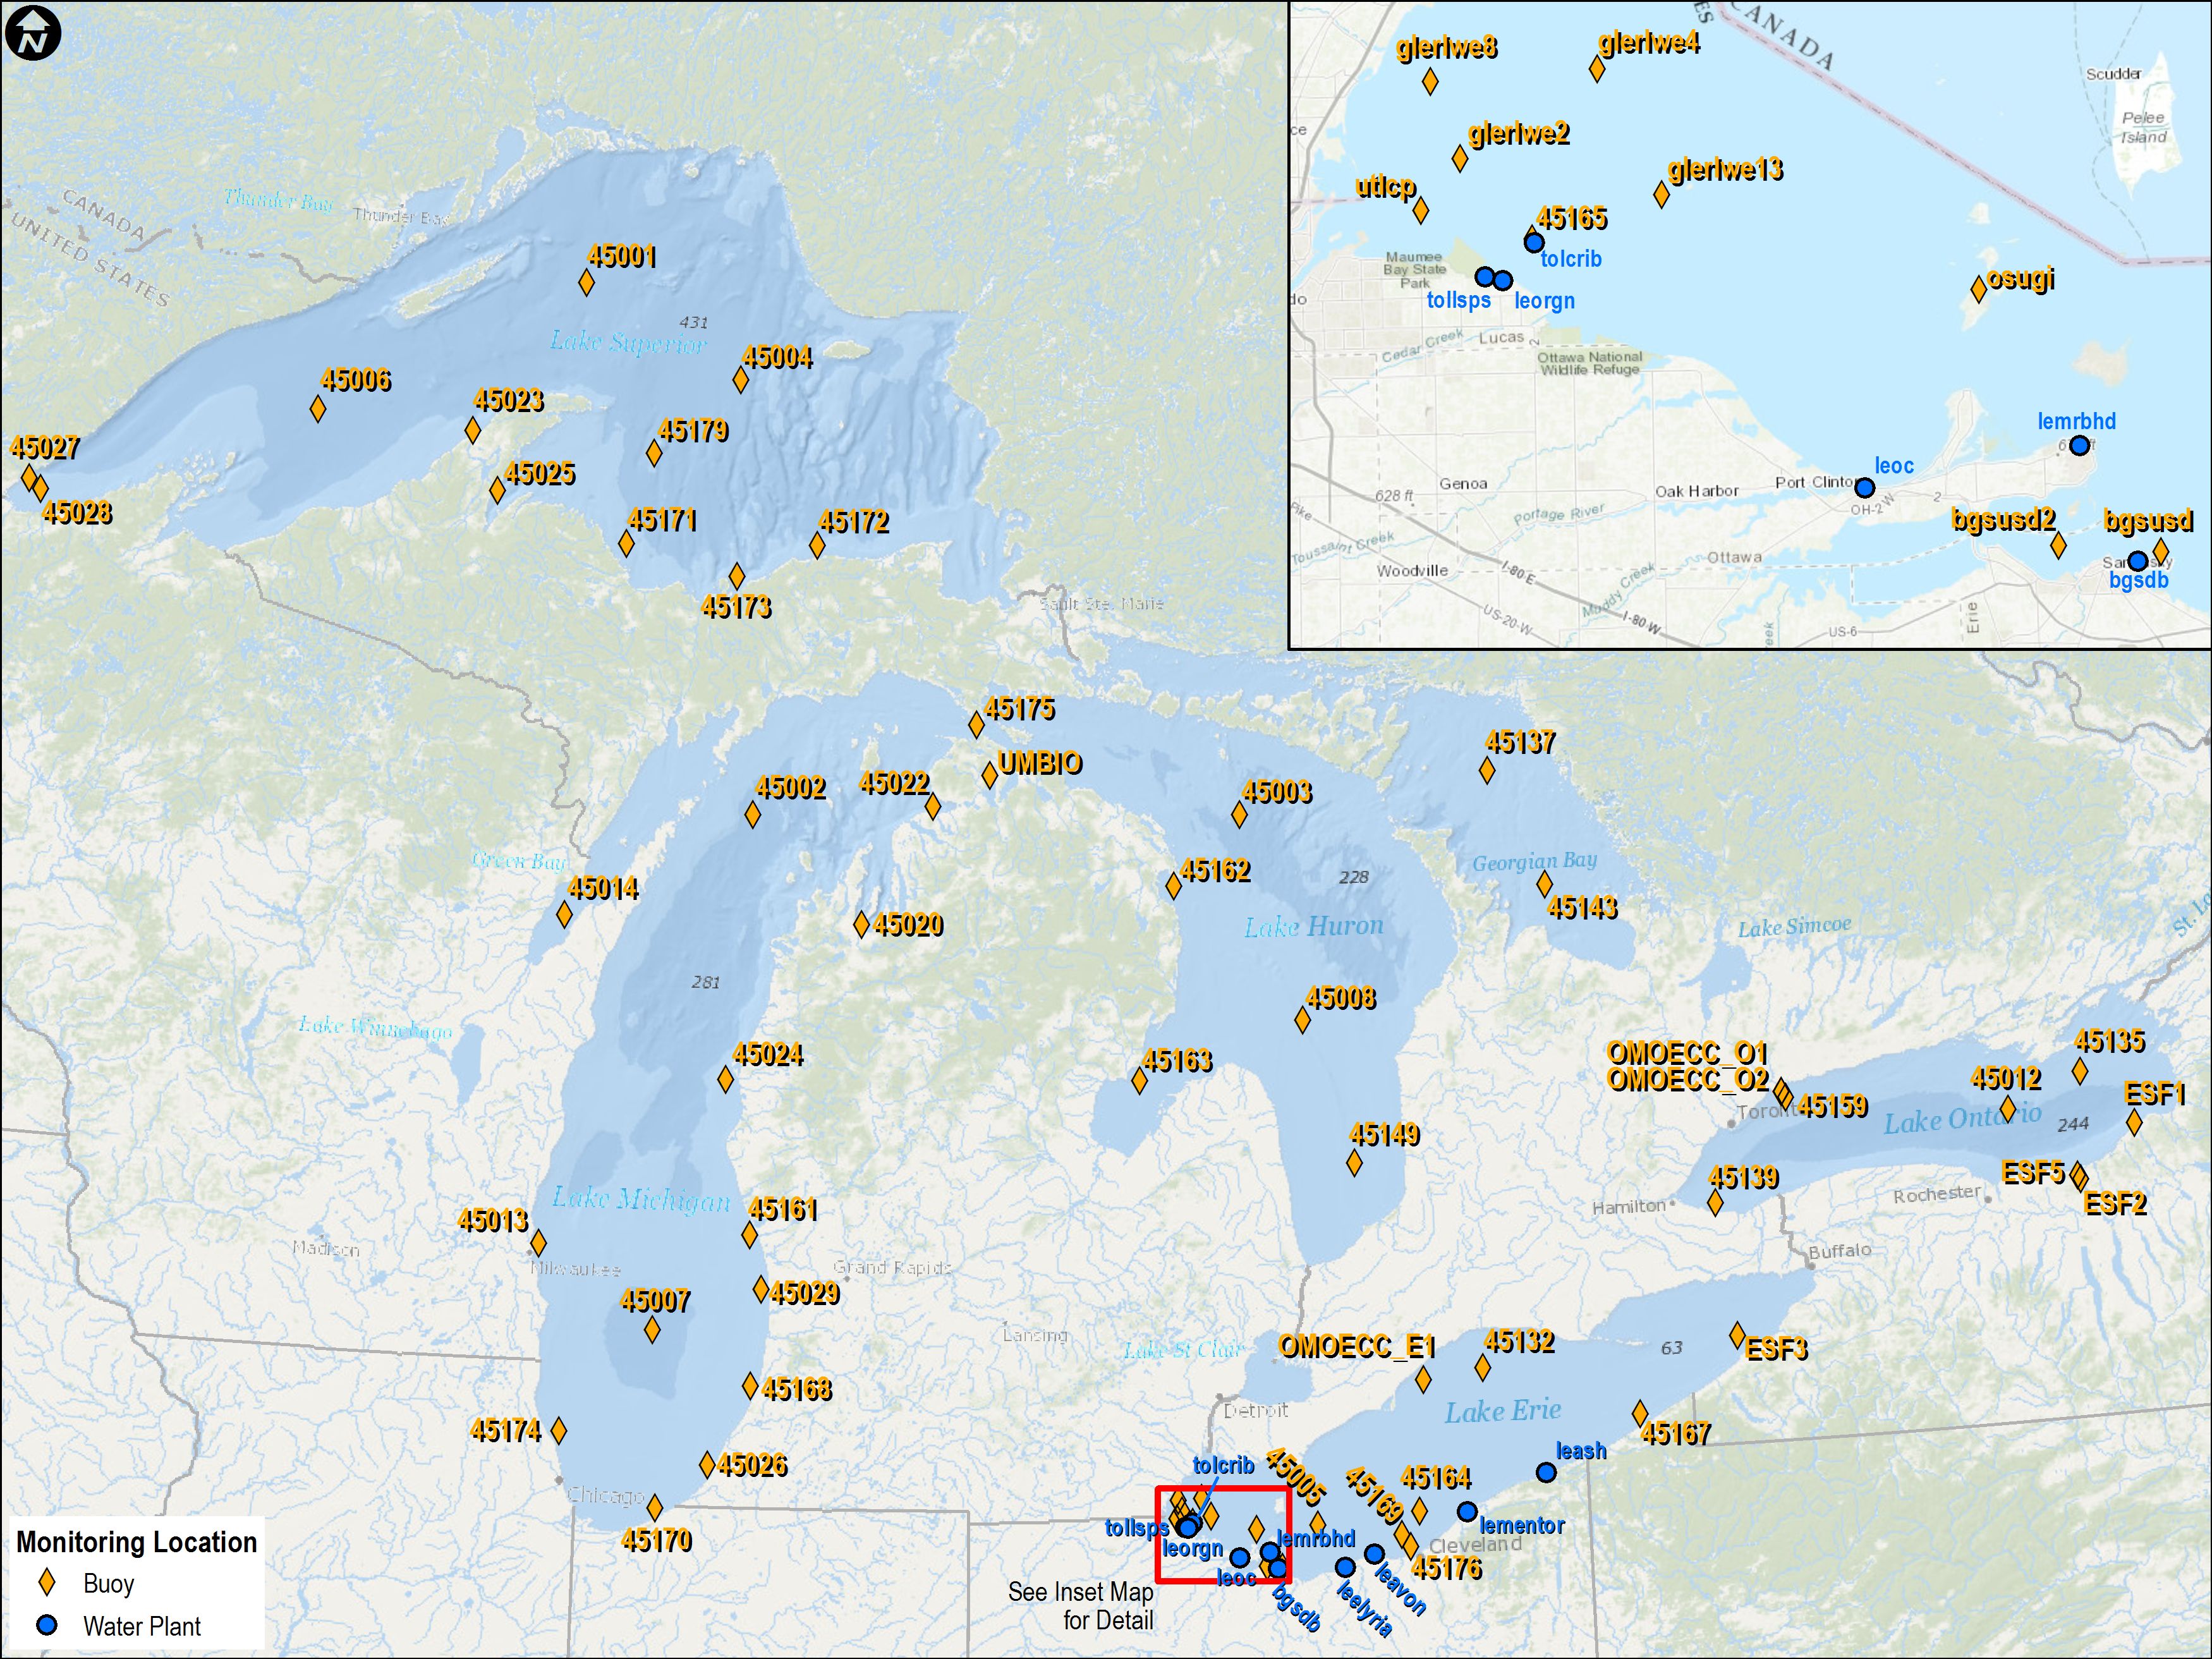 N
CANADA
UNITED STATES
Thunder Bay
Thunder Bay
45001
431
Lake Superior
45004
45006
45023
45179
45027
45028
45025
45171
45172
45173
Sault Ste. Marie
glerlwe8
glerlwe4
CANADA
Scudder
Pelee
Island
glerlwe2
glerlwe13
utlcp
45165
tolcrib
Maumee
Bay State
Park
tollsps
leorgn
osugi
Cedar Creek
Lucas
2
Ottawa National
Wildlife Refuge
lemrbhd
leoc
Genoa
628 ft
Oak Harbor
Port Clinton
OH-2 W
2
Portage River
Toussaint Creek
bgsusd2
bgsusd
Ottawa
Sandusky
bgsdb
Woodville
I-80 E
Muddy Creek
I-80 W
US-20-W
US-6
Erie
45175
UMBIO
45137
45002
45022
45003
Green Bay
45014
45162
228
Georgian Bay
45143
45020
Lake Huron
Lake Simcoe
281
45008
Lake Winnebago
45024
45163
OMOECC_O1
OMOECC_O2
45159
Toronto
45135
45012
ESF1
Lake Ontario
244
45149
ESF5
ESF2
Lake Michigan
45161
45139
Hamilton
Rochester
45013
Madison
Milwaukee
Buffalo
Grand Rapids
45029
45007
Lansing
Lake St Clair
OMOECC_E1
45132
63
ESF3
45168
Detroit
Lake Erie
45174
45167
45026
tolcrib
45005
45169
45164
leash
Chicago
45170
tollsps
leorgn
lemrbhd
lementor
Cleveland
leoc
45176
bgsdb
leelyria
leavon
See Inset Map
for Detail
Monitoring Location
Buoy
Water Plant